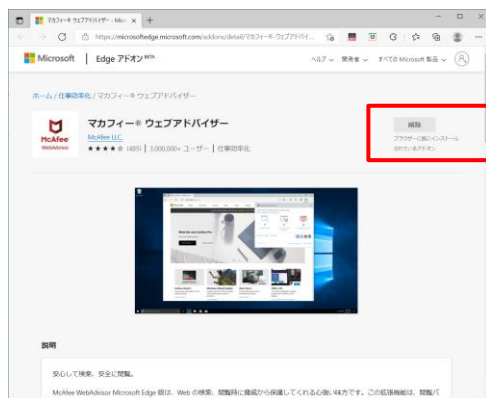 マカフィー® ウェブアドバイザー - Micr
https://microsoftedge.microsoft.com/addons/detail/マカフィー®-ウェブアドバイ...
Microsoft | Edge アドオン BETA
ヘルプ 開発者 すべての Microsoft 製品
ホーム / 仕事効率化 / マカフィー® ウェブアドバイザー
マカフィー® ウェブアドバイザー
McAfee LLC
McAfee
WebAdvisor
(405) | 3,000,000+ ユーザー | 仕事効率化
削除
ブラウザーに既にインストール
されているアドオン
説明
安心して検索、安全に閲覧。
McAfee WebAdvisor Microsoft Edge 版は、Web の検索、閲覧時に脅威から保護してくれる心強い味方です。この拡張機能は、閲覧パ